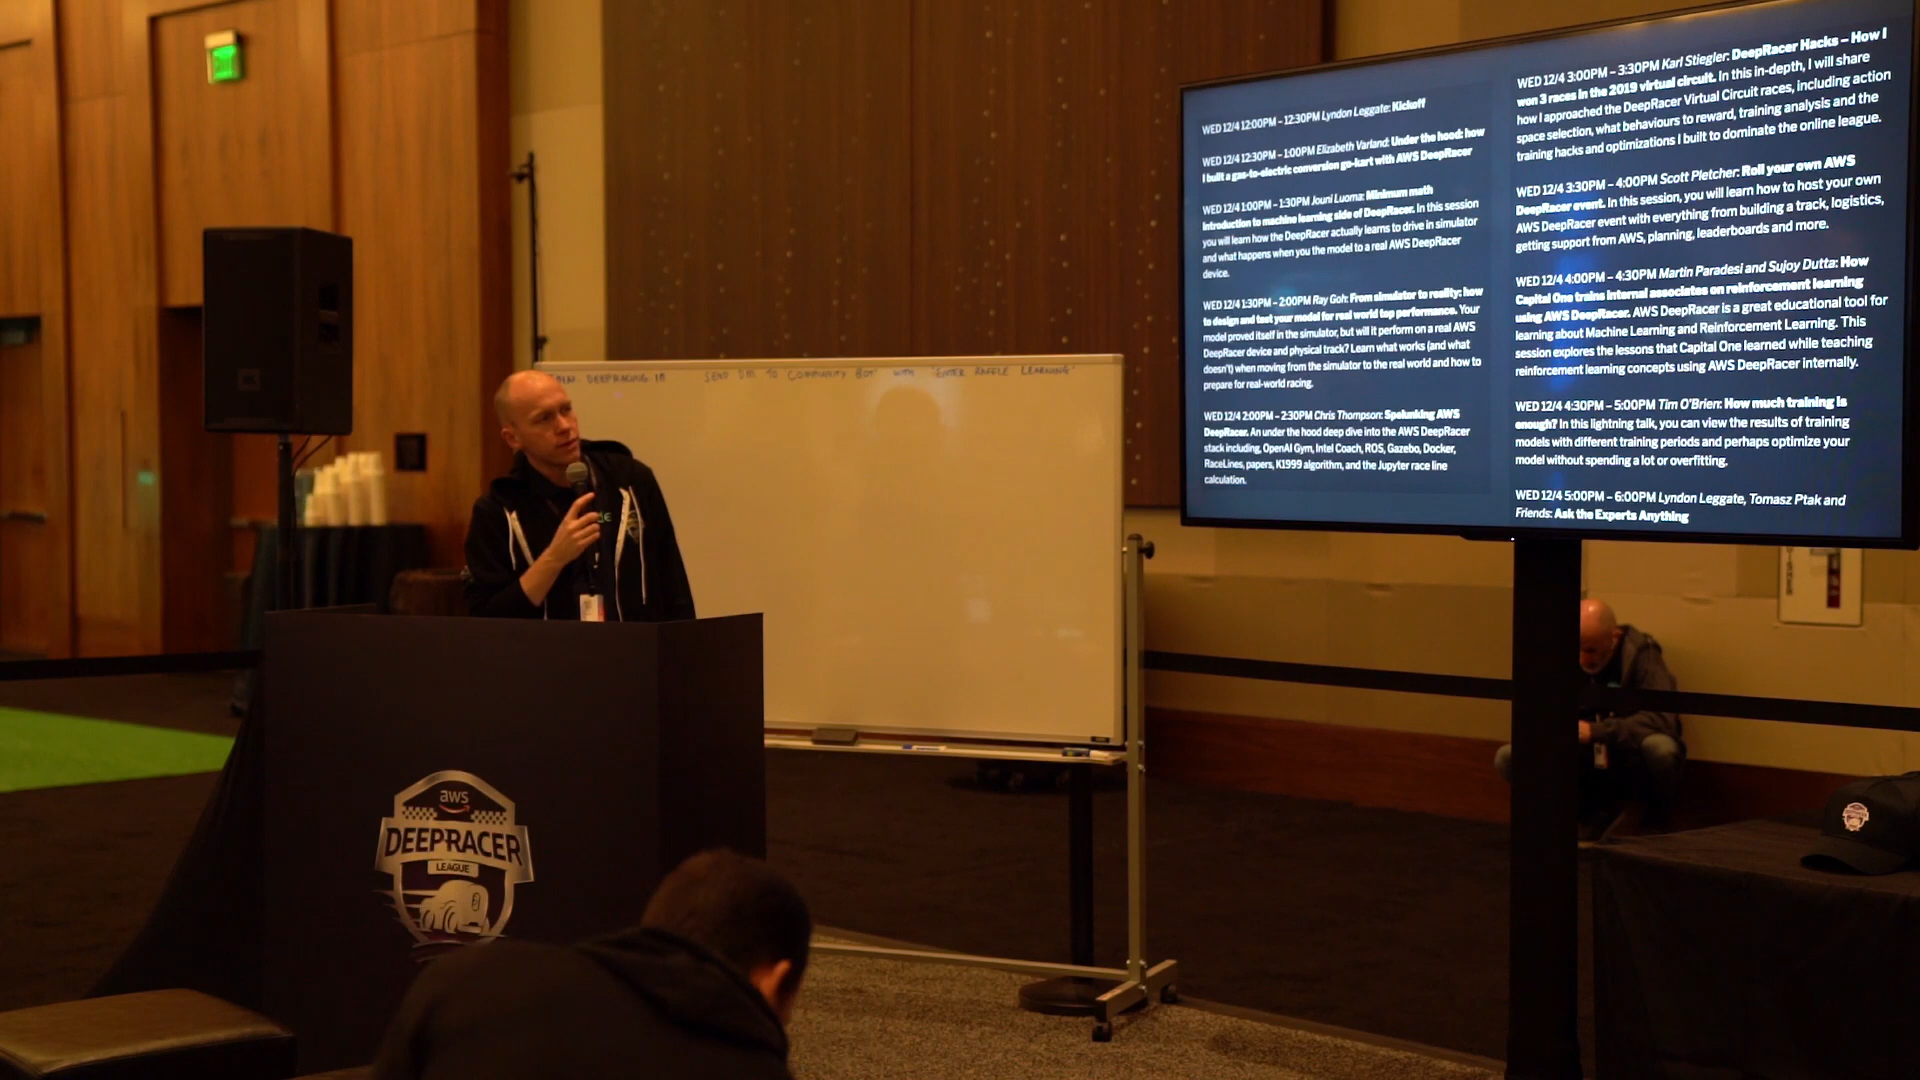 WED 12/4 12:00PM – 12:30PM Lyndon Leggate: Kickoff
WED 12/4 12:30PM – 1:00PM Elizabeth Varland: Under the hood: how
I built a gas-to-electric conversion go-kart with AWS DeepRacer
WED 12/4 1:00PM – 1:30PM Jouni Luoma: Minimum math
introduction to machine learning side of DeepRacer. In this session
you will learn how the DeepRacer actually learns to drive in simulator
and what happens when you the model to a real AWS DeepRacer
device.
WED 12/4 1:30PM – 2:00PM Ray Goh: From simulator to reality: how
to design and test your model for real world top performance. Your
model proved itself in the simulator, but will it perform on a real AWS
DeepRacer device and physical track? Learn what works (and what
doesn't) when moving from the simulator to the real world and how to
prepare for real-world racing.
WED 12/4 2:00PM – 2:30PM Chris Thompson: Spelunking AWS
DeepRacer. An under the hood deep dive into the AWS DeepRacer
stack including, OpenAI Gym, Intel Coach, ROS, Gazebo, Docker,
RaceLines, papers, K1999 algorithm, and the Jupyter race line
calculation.
WED 12/4 3:00PM – 3:30PM Karl Stiegler: DeepRacer Hacks – How I
won 3 races in the 2019 virtual circuit. In this in-depth, I will share
how I approached the DeepRacer Virtual Circuit races, including action
space selection, what behaviours to reward, training analysis and the
training hacks and optimizations I built to dominate the online league.
WED 12/4 3:30PM – 4:00PM Scott Pletcher: Roll your own AWS
DeepRacer event. In this session, you will learn how to host your own
AWS DeepRacer event with everything from building a track, logistics,
getting support from AWS, planning, leaderboards and more.
WED 12/4 4:00PM – 4:30PM Martin Paradesi and Sujoy Dutta: How
Capital One trains internal associates on reinforcement learning
using AWS DeepRacer. AWS DeepRacer is a great educational tool for
learning about Machine Learning and Reinforcement Learning. This
session explores the lessons that Capital One learned while teaching
reinforcement learning concepts using AWS DeepRacer internally.
WED 12/4 4:30PM – 5:00PM Tim O'Brien: How much training is
enough? In this lightning talk, you can view the results of training
models with different training periods and perhaps optimize your
model without spending a lot or overfitting.
WED 12/4 5:00PM – 6:00PM Lyndon Leggate, Tomasz Ptak and
Friends: Ask the Experts Anything
DEEPRACING IA SEND DM TO "COMMUNITY BOT" WITH "ENTER RAFFLE LEARNING"
aws
DEEPRACER
LEAGUE